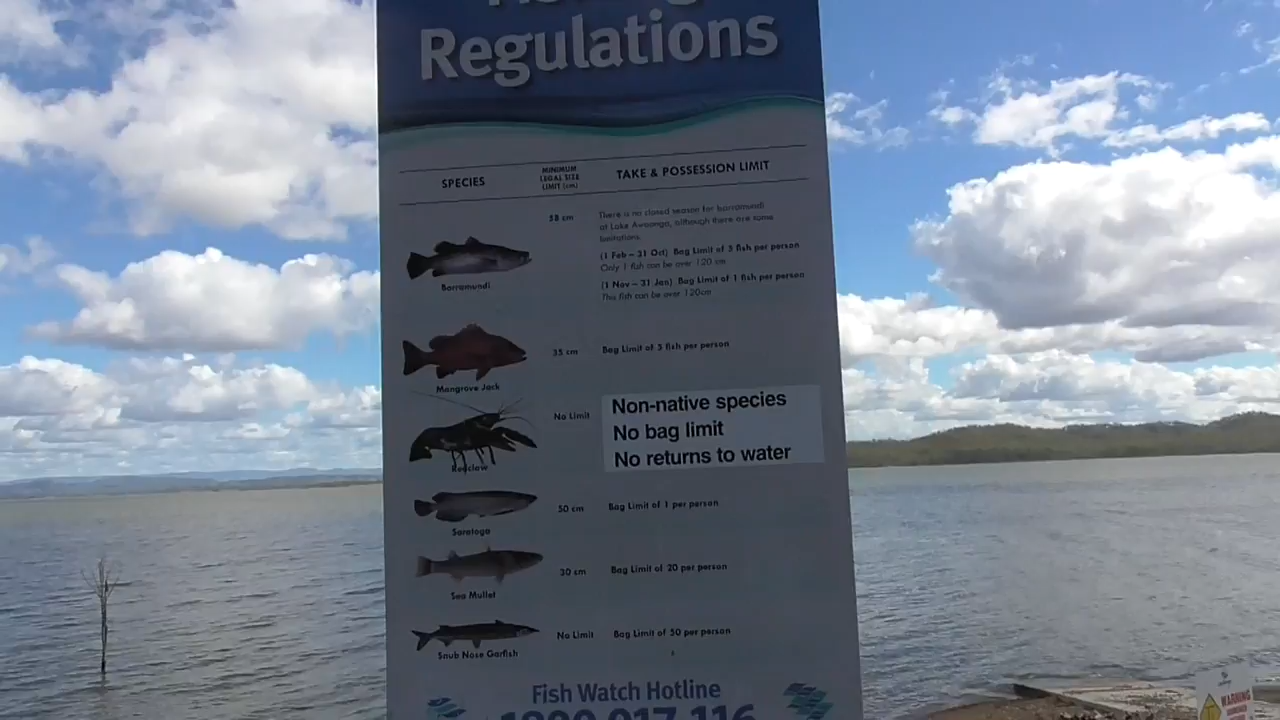 Regulations
SPECIES
MINIMUM
LEGAL SIZE
LIMIT (cm)
TAKE & POSSESSION LIMIT
58 cm
There is no closed season for barramundi
at Lake Awoonga, although there are some
limitations.
(1 Feb – 31 Oct) Bag Limit of 5 fish per person
Only 1 fish can be over 120 cm
(1 Nov – 31 Jan) Bag Limit of 1 fish per person
This fish can be over 120cm
Barramundi
35 cm
Bag Limit of 5 fish per person
Mangrove Jack
No Limit
Non-native species
No bag limit
No returns to water
Redclaw
50 cm
Bag Limit of 1 per person
Saratoga
30 cm
Bag Limit of 20 per person
Sea Mullet
No Limit
Bag Limit of 50 per person
Snub Nose Garfish
Fish Watch Hotline
1800 017 116
WARNING